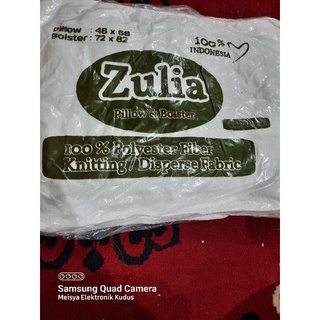 Pillow : 48 x 68
Bolster : 72 x 82
100%
INDONESIA
Zulia
Pillow & Bolster
100 % Polyester Fiber
Knitting / Disperse Fabric
Samsung Quad Camera
Meisya Elektronik Kudus